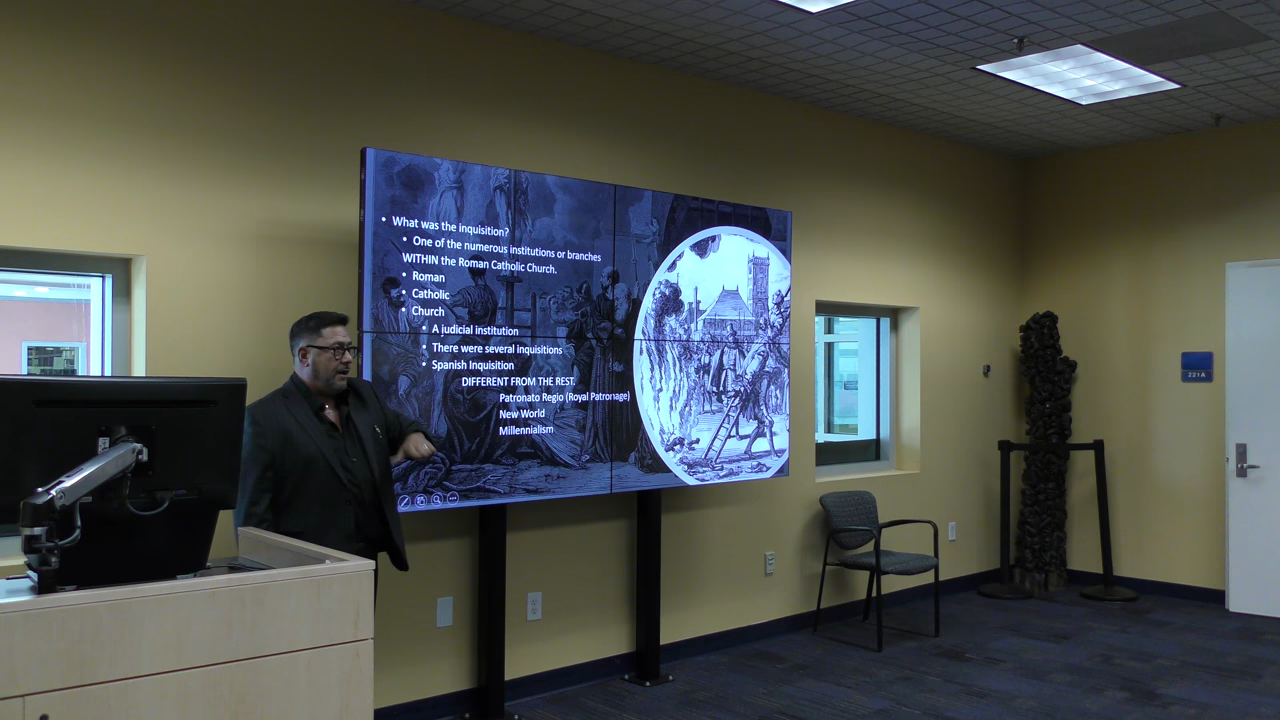 • What was the inquisition?
• One of the numerous institutions or branches
WITHIN the Roman Catholic Church.
• Roman
• Catholic
• Church
• A judicial institution
• There were several inquisitions
• Spanish Inquisition
DIFFERENT FROM THE REST.
Patronato Regio (Royal Patronage)
New World
Millennialism
221A